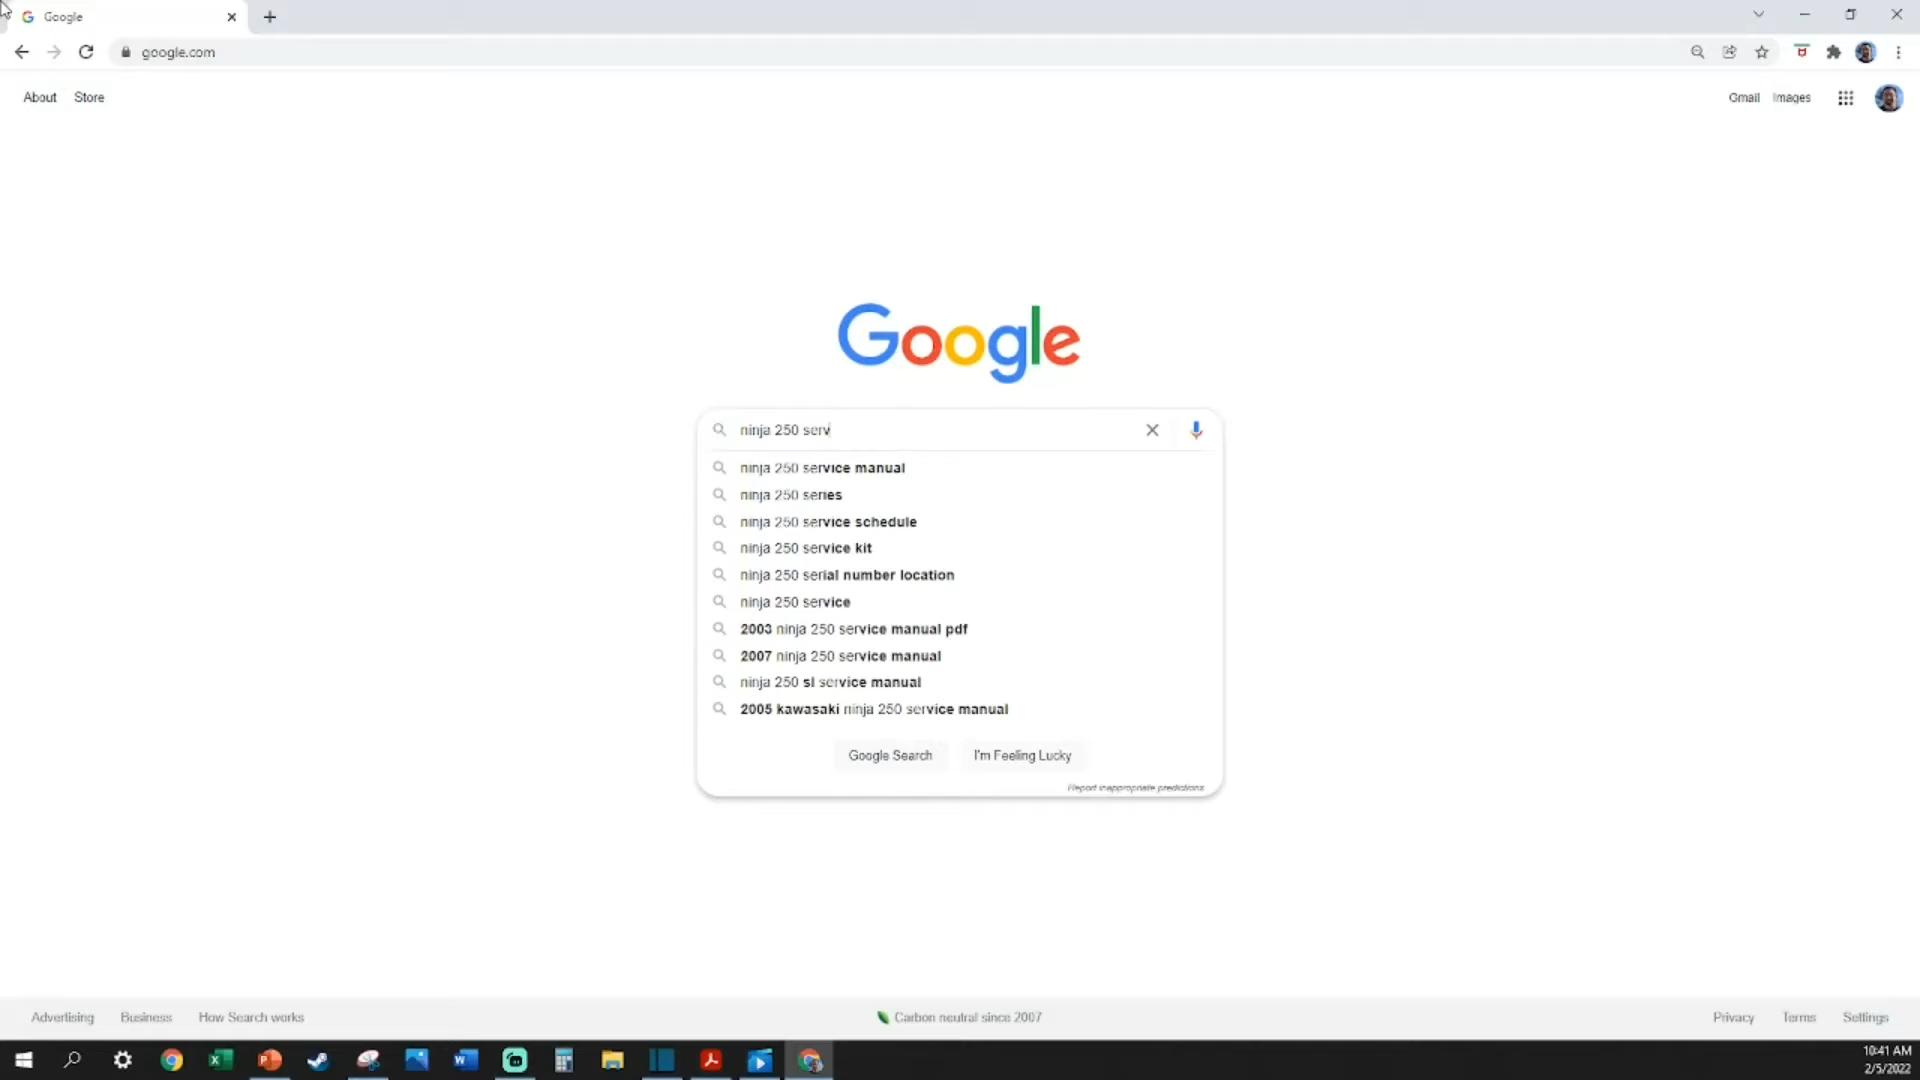 Google
google.com
About Store
Gmail Images
Google
ninja 250 serv
ninja 250 service manual
ninja 250 series
ninja 250 service schedule
ninja 250 service kit
ninja 250 serial number location
ninja 250 service
2003 ninja 250 service manual pdf
2007 ninja 250 service manual
ninja 250 sl service manual
2005 kawasaki ninja 250 service manual
Google Search I'm Feeling Lucky
Report inappropriate predictions
Advertising Business How Search works
Carbon neutral since 2007
Privacy Terms Settings
10:41 AM
2/5/2022